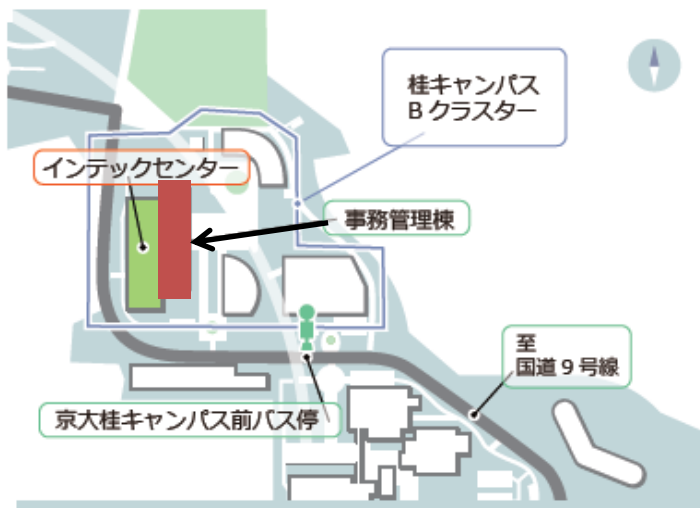 桂キャンパス
B クラスター
インテックセンター
事務管理棟
至
国道９号線
京大桂キャンパス前バス停